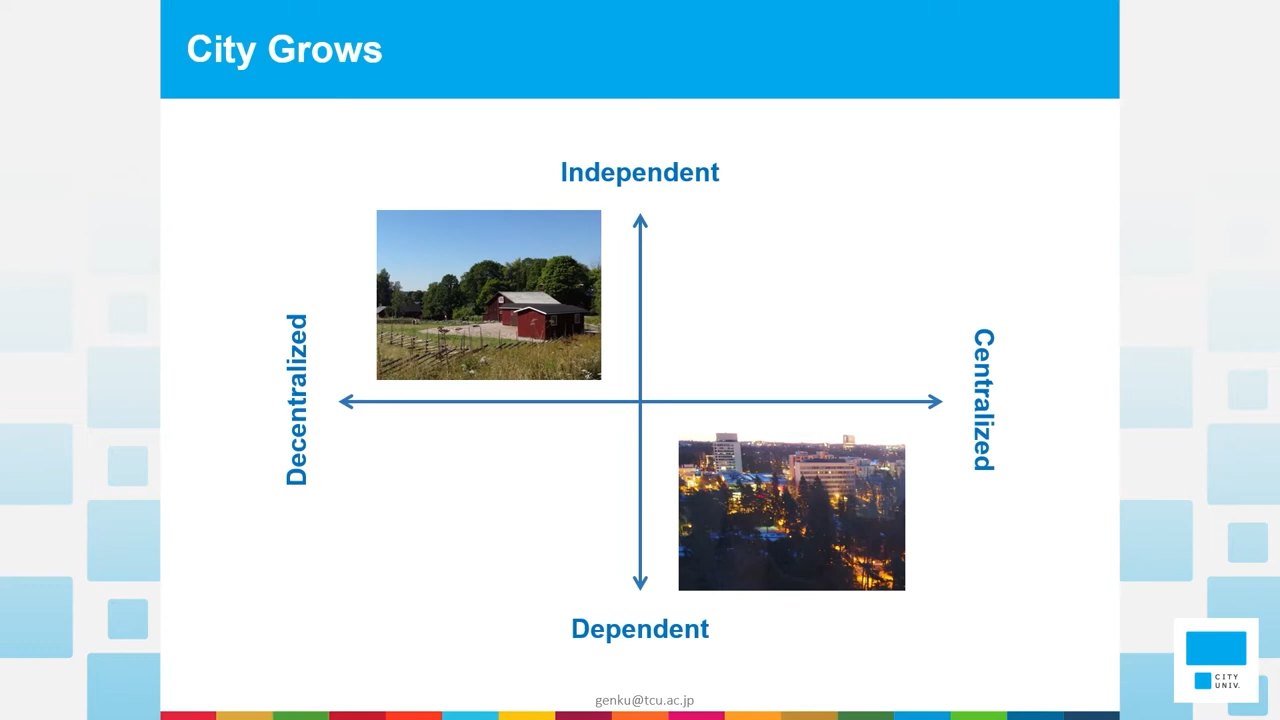 City Grows
Independent
Decentralized
Centralized
Dependent
genku@tcu.ac.jp
CITY
UNIV.